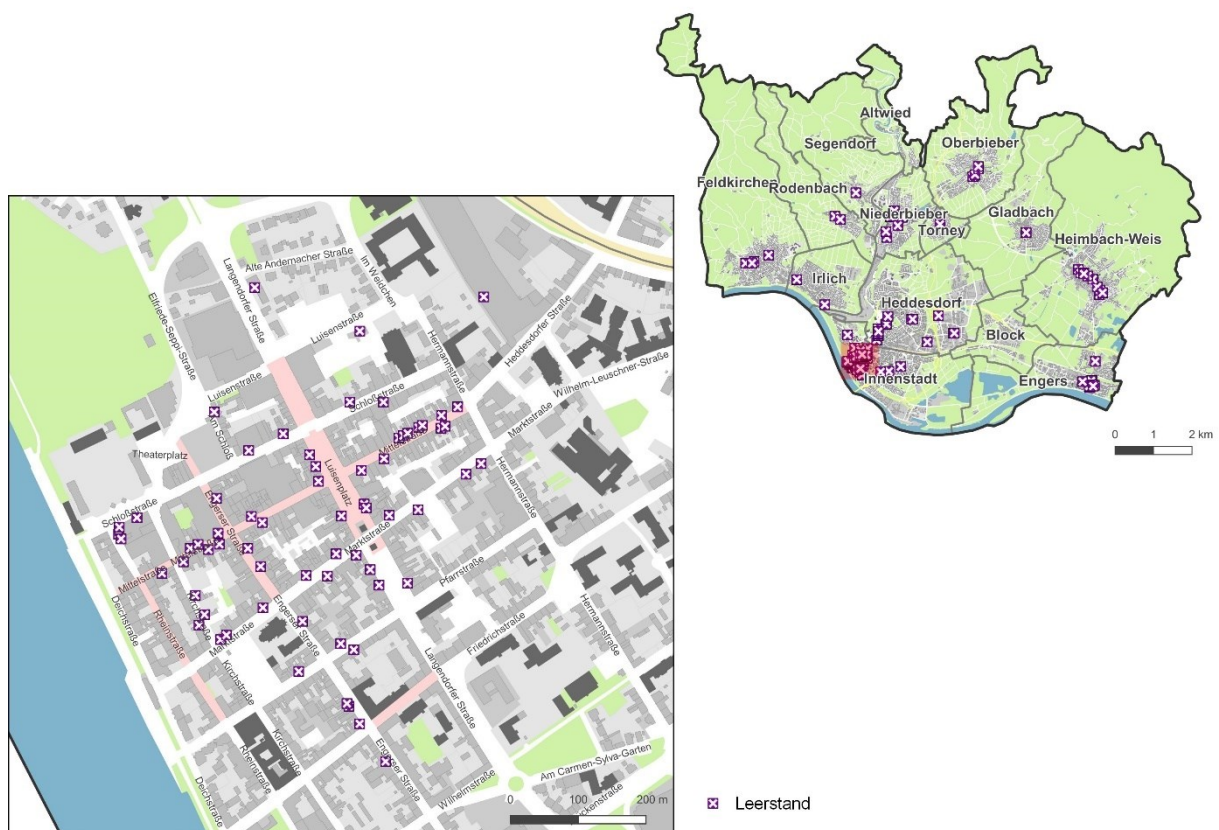 Altwied
Segendorf
Oberbieber
Feldkirchen
Rodenbach
Niederbieber
Gladbach
Torney
Heimbach-Weis
Irlich
Heddesdorf
Block
Innenstadt
Engers
0 1 2 km
Alte Andernacher Straße
Langendorfer Straße
Im Weidchen
Elfriede-Seppi-Straße
Luisenstraße
Hermannstraße
Heddesdorfer Straße
Luisenstraße
Wilhelm-Leuschner-Straße
Schloßstraße
Marktstraße
Theaterplatz
Luisenplatz
Hermannstraße
Schloßstraße
Engerser Straße
Marktstraße
Mittelstraße
Pfarrstraße
Deichstraße
Rheinstraße
Marktstraße
Engerser Straße
Friedrichstraße
Hermannstraße
Kirchstraße
Langendorfer Straße
Kirchstraße
Rheinstraße
Engerser Straße
Deichstraße
Wilhelmstraße
Am Carmen-Sylva-Garten
0 100 200 m
Leerstand